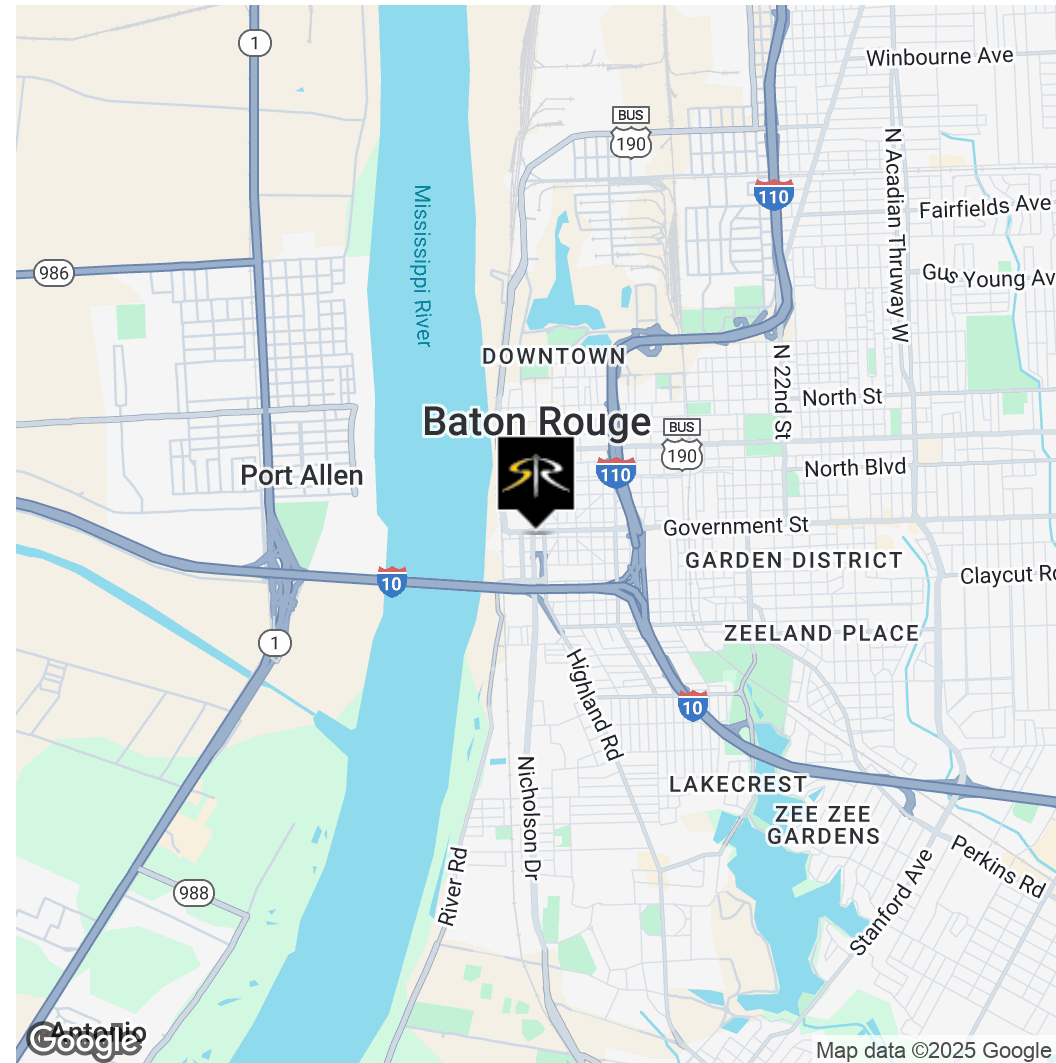 1
Winbourne Ave
BUS
190
N Acadian Thruway W
110
Fairfields Ave
Mississippi River
986
Gus Young Av
DOWNTOWN
N 22nd St
North St
Baton Rouge
BUS
190
North Blvd
Port Allen
SR
110
Government St
GARDEN DISTRICT
10
Claycut Rd
1
ZEELAND PLACE
Highland Rd
10
Nicholson Dr
LAKECREST
ZEE ZEE
GARDENS
River Rd
Perkins Rd
988
Stanford Ave
Antonio
Google
Map data ©2025 Google